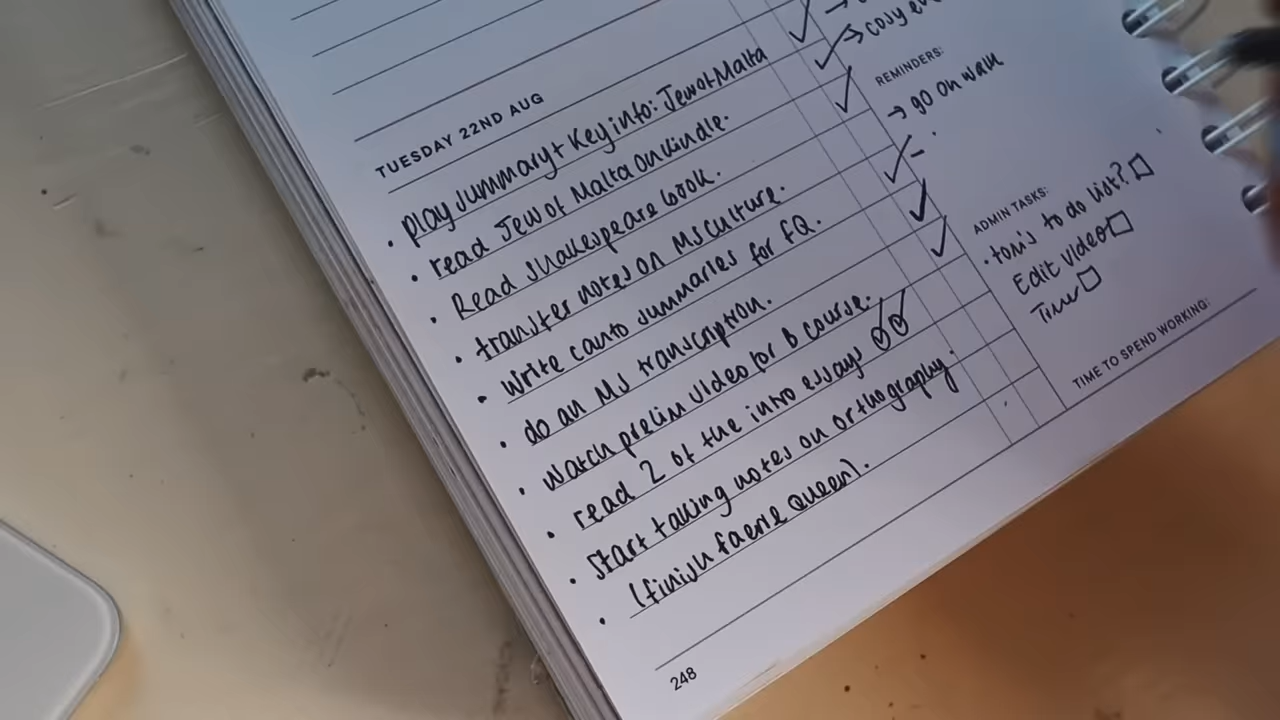 TUESDAY 22ND AUG
• play summary + key info: Jew of Malta
• read Jew of Malta on kindle.
• Read Shakespeare book.
• transfer notes on MS culture.
• write canto summaries for FQ.
• do an MS transcription.
• watch prelim video for B course.
• read 2 of the intro essays
• start taking notes on orthography.
• (finish faerie Queen).
248
→ cosy
REMINDERS:
→ go on walk
ADMIN TASKS:
• tom's to do list?
Edit video
TIME TO SPEND WORKING: